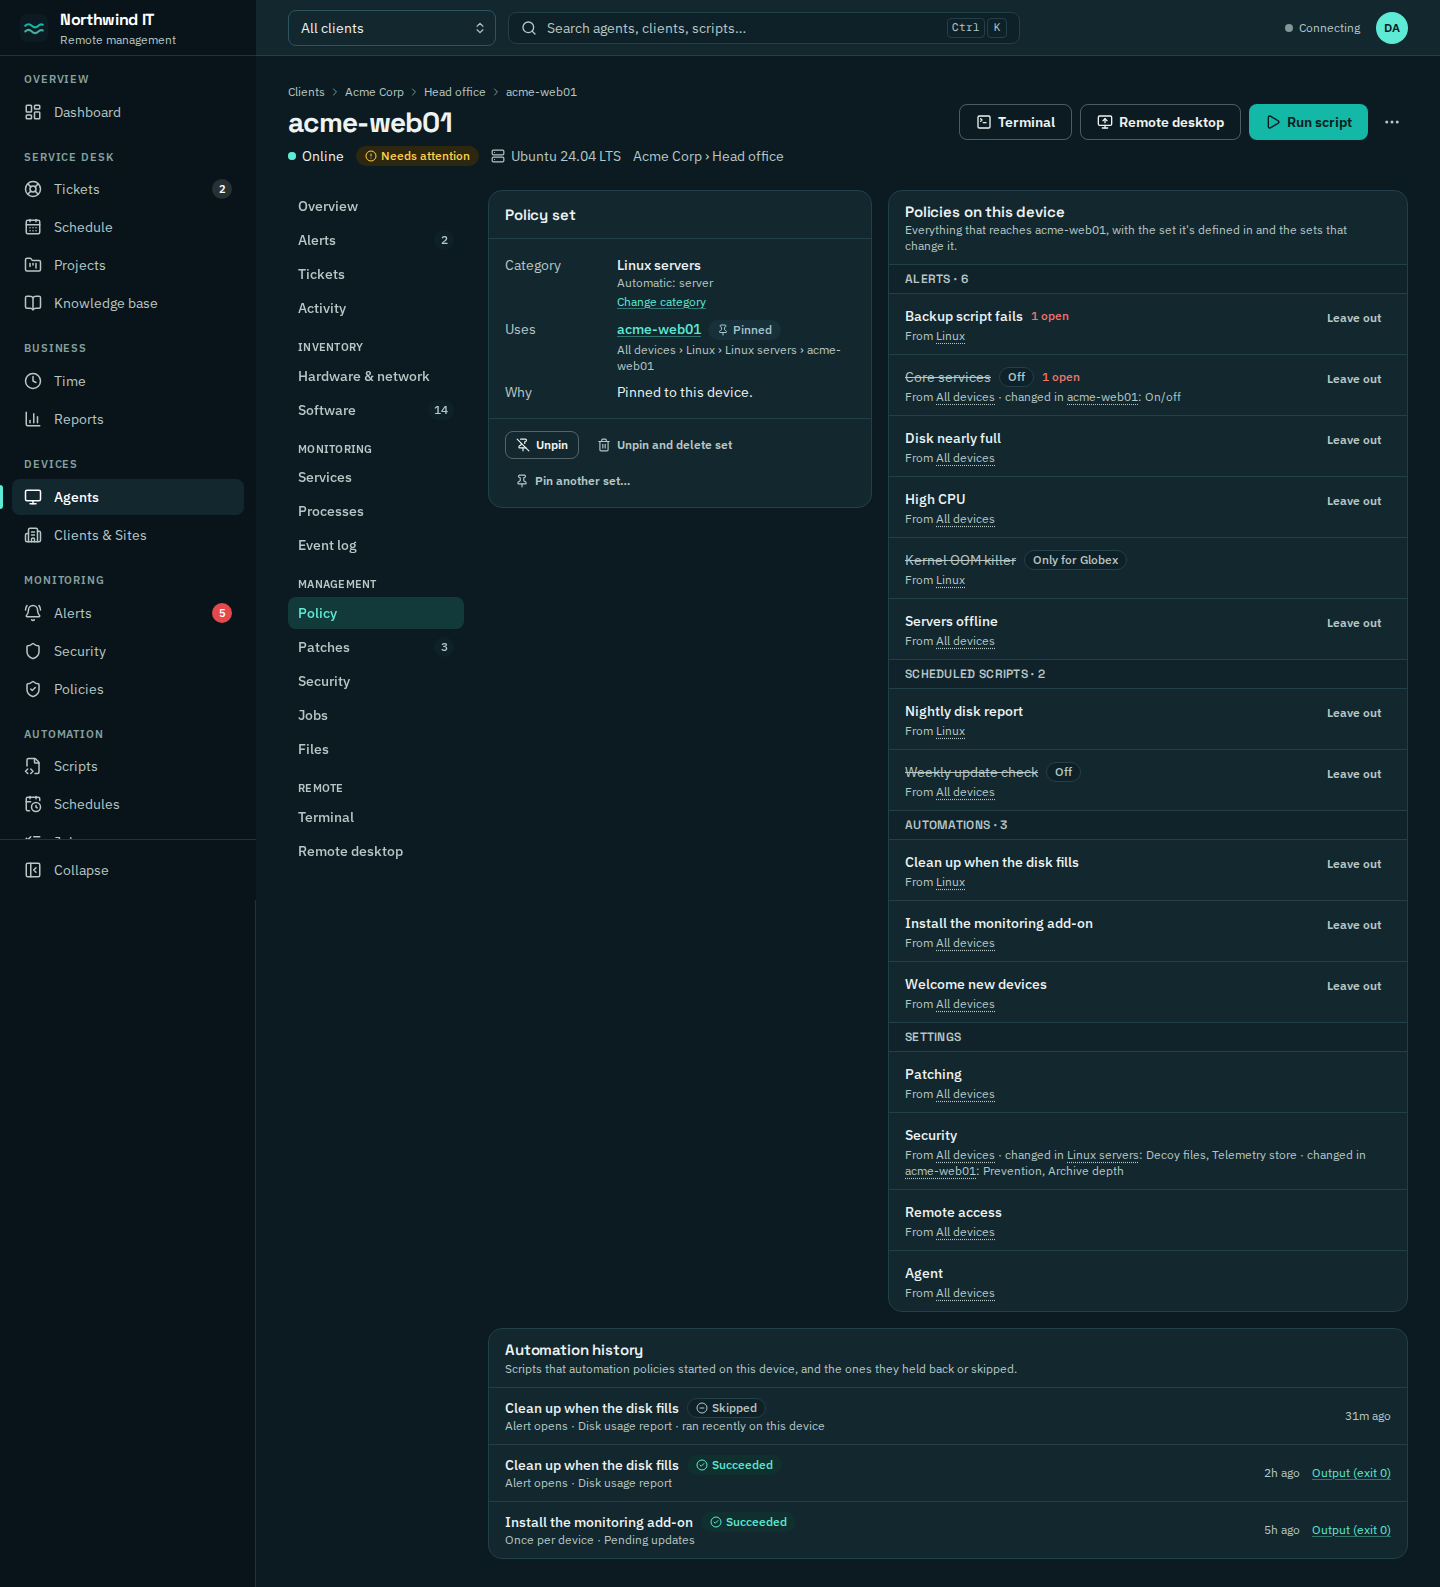 Northwind IT
Remote management
All clients
Search agents, clients, scripts...
Ctrl K
Connecting
DA
OVERVIEW
Dashboard
SERVICE DESK
Tickets 2
Schedule
Projects
Knowledge base
BUSINESS
Time
Reports
DEVICES
Agents
Clients & Sites
MONITORING
Alerts 5
Security
Policies
AUTOMATION
Scripts
Schedules
Collapse
Clients > Acme Corp > Head office > acme-web01
acme-web01
Online Needs attention Ubuntu 24.04 LTS Acme Corp › Head office
Terminal
Remote desktop
Run script
Overview
Alerts 2
Tickets
Activity
INVENTORY
Hardware & network
Software 14
MONITORING
Services
Processes
Event log
MANAGEMENT
Policy
Patches 3
Security
Jobs
Files
REMOTE
Terminal
Remote desktop
Policy set
Category Linux servers
Automatic: server
Change category
Uses acme-web01 Pinned
All devices › Linux › Linux servers › acme-
web01
Why Pinned to this device.
Unpin Unpin and delete set
Pin another set...
Policies on this device
Everything that reaches acme-web01, with the set it's defined in and the sets that
change it.
ALERTS · 6
Backup script fails 1 open Leave out
From Linux
Core services Off 1 open Leave out
From All devices · changed in acme-web01: On/off
Disk nearly full Leave out
From All devices
High CPU Leave out
From All devices
Kernel OOM killer Only for Globex
From Linux
Servers offline Leave out
From All devices
SCHEDULED SCRIPTS · 2
Nightly disk report Leave out
From Linux
Weekly update check Off Leave out
From All devices
AUTOMATIONS · 3
Clean up when the disk fills Leave out
From Linux
Install the monitoring add-on Leave out
From All devices
Welcome new devices Leave out
From All devices
SETTINGS
Patching
From All devices
Security
From All devices · changed in Linux servers: Decoy files, Telemetry store · changed in
acme-web01: Prevention, Archive depth
Remote access
From All devices
Agent
From All devices
Automation history
Scripts that automation policies started on this device, and the ones they held back or skipped.
Clean up when the disk fills Skipped 31m ago
Alert opens · Disk usage report · ran recently on this device
Clean up when the disk fills Succeeded 2h ago Output (exit 0)
Alert opens · Disk usage report
Install the monitoring add-on Succeeded 5h ago Output (exit 0)
Once per device · Pending updates